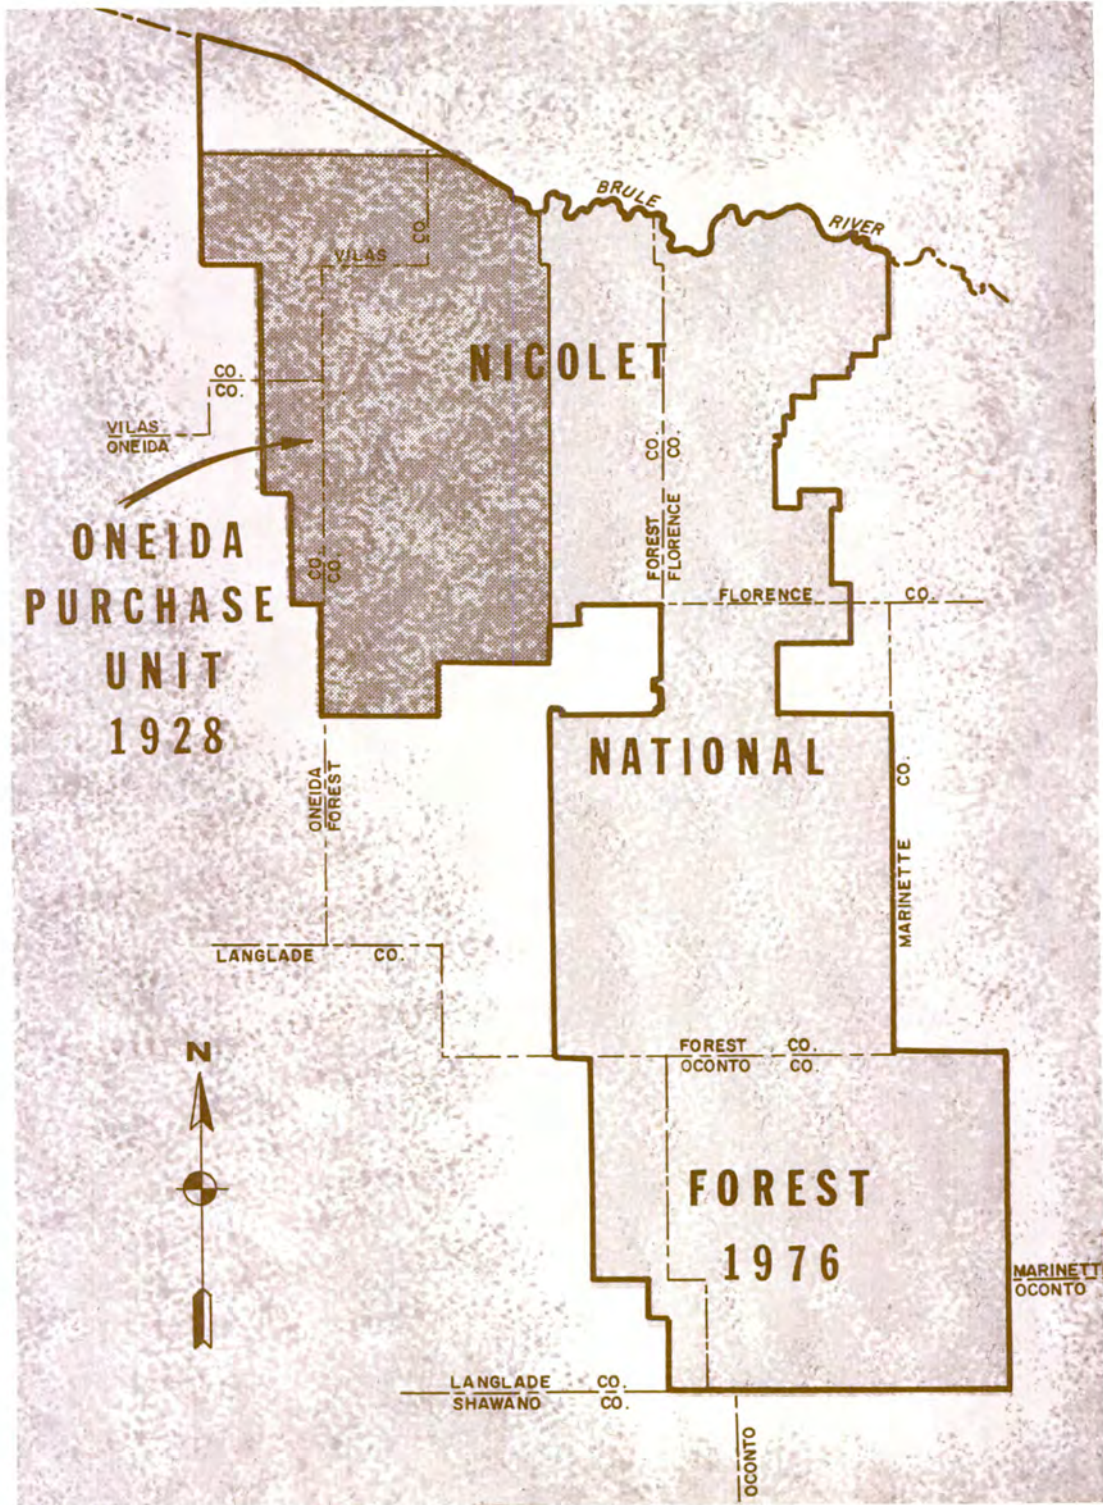 BRULE
RIVER
CO.
VILAS
NICOLET
CO.
CO.
VILAS
ONEIDA
CO.
CO.
FOREST
FLORENCE
ONEIDA
PURCHASE
UNIT
1928
CO.
CO.
FLORENCE CO.
NATIONAL
ONEIDA
FOREST
CO.
MARINETTE
LANGLADE CO.
N
FOREST CO.
OCONTO CO.
FOREST
1976
MARINETT
OCONTO
LANGLADE CO.
SHAWANO CO.
OCONTO